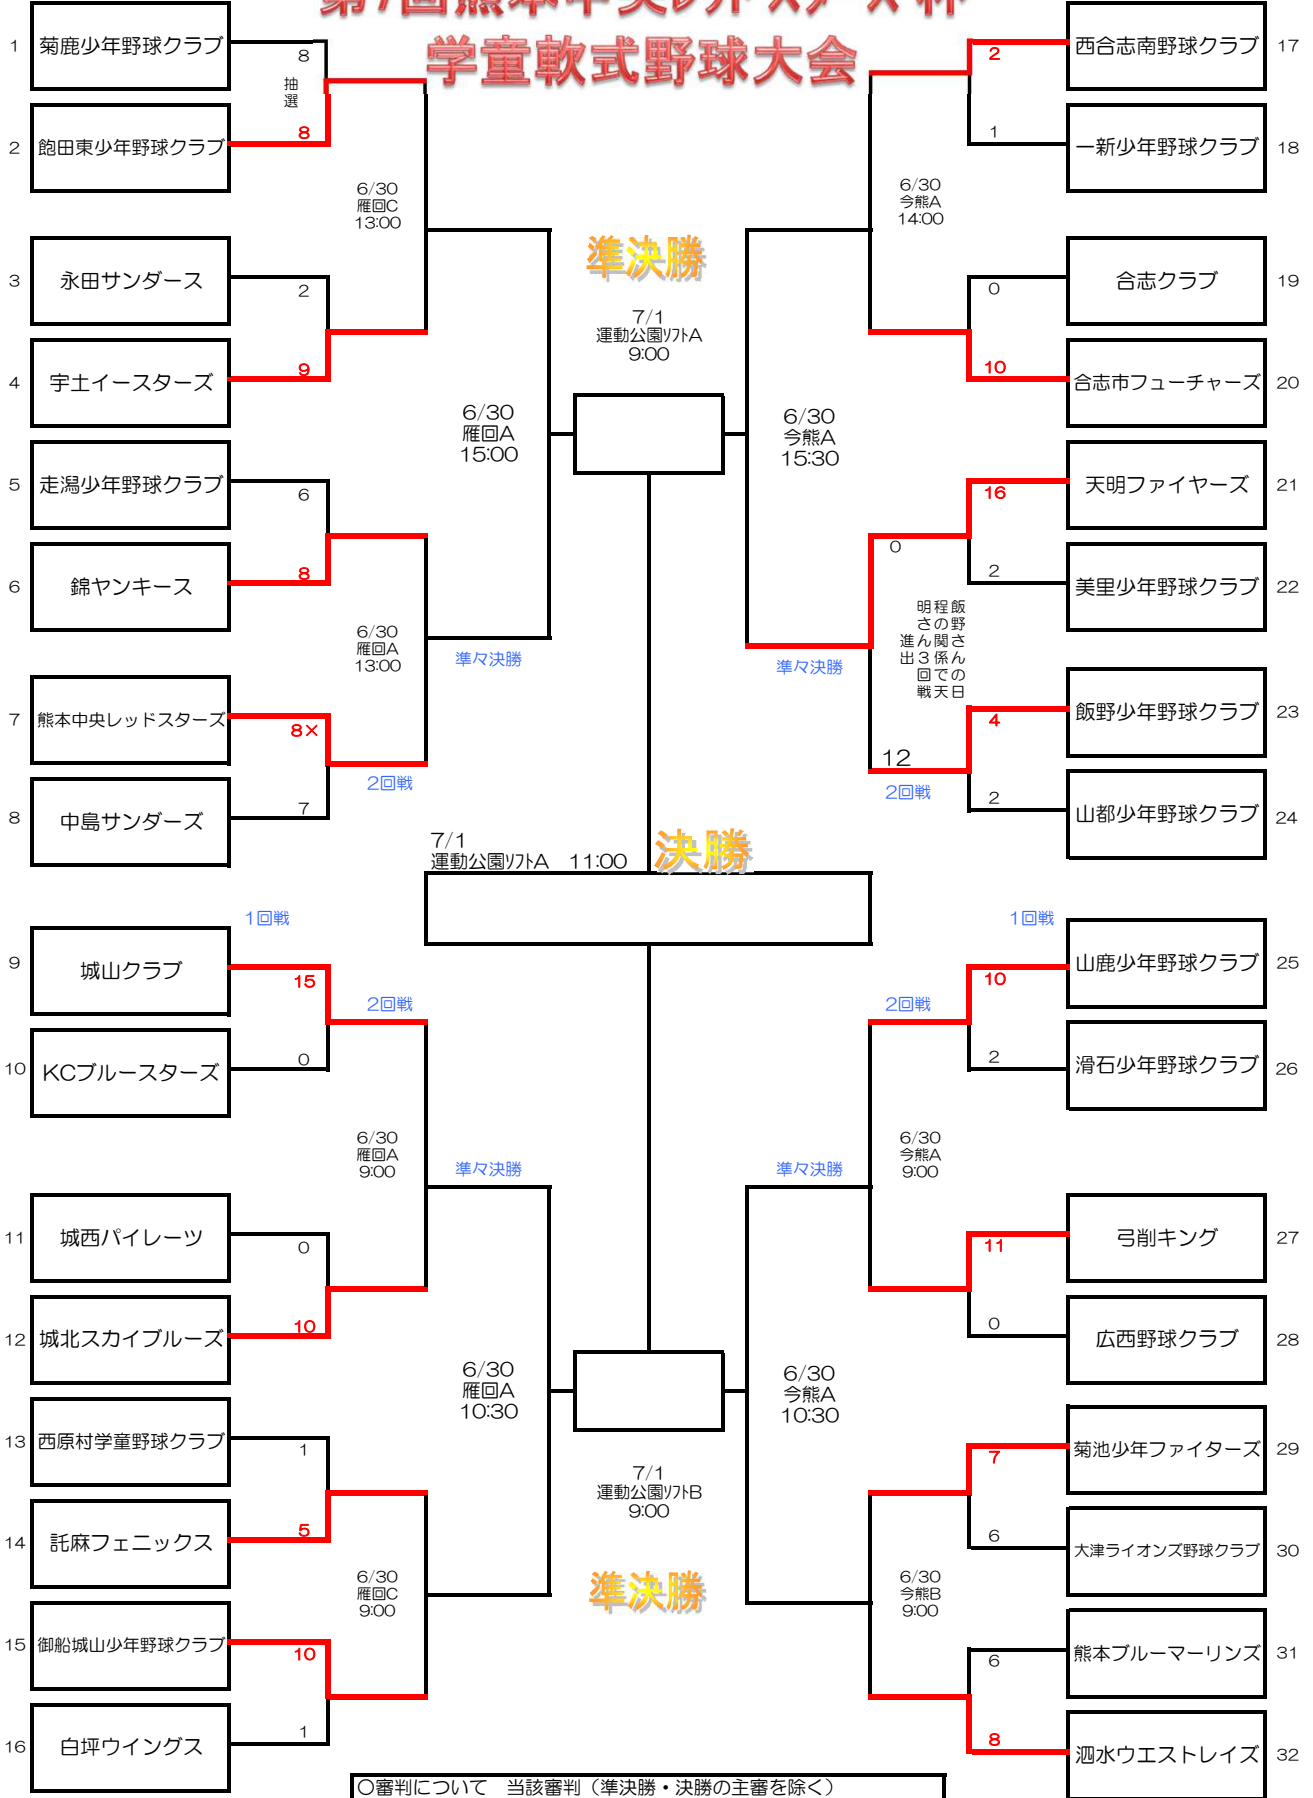 第7回熊本中央レッドスターズ杯
学童軟式野球大会
1 菊鹿少年野球クラブ
8
抽選
8
2 飽田東少年野球クラブ
6/30
雁回C
13:00
3 永田サンダース
2
9
4 宇土イースターズ
6/30
雁回A
15:00
5 走潟少年野球クラブ
6
8
6 錦ヤンキース
6/30
雁回A
13:00
準々決勝
7 熊本中央レッドスターズ
8×
2回戦
7
8 中島サンダーズ
1回戦
9 城山クラブ
15
2回戦
0
10 KCブルースターズ
6/30
雁回A
9:00
準々決勝
11 城西パイレーツ
0
10
12 城北スカイブルーズ
6/30
雁回A
10:30
13 西原村学童野球クラブ
1
5
14 託麻フェニックス
6/30
雁回C
9:00
15 御船城山少年野球クラブ
10
1
16 白坪ウイングス
準決勝
7/1
運動公園ソフトA
9:00
7/1
運動公園ソフトA 11:00
決勝
7/1
運動公園ソフトB
9:00
準決勝
西合志南野球クラブ 17
2
1
一新少年野球クラブ 18
6/30
今熊A
14:00
合志クラブ 19
0
10
合志市フューチャーズ 20
6/30
今熊A
15:30
天明ファイヤーズ 21
16
0
2
美里少年野球クラブ 22
飯野さんの日
程の関係で天
明さん3回戦
進出
準々決勝
飯野少年野球クラブ 23
4
12
2回戦
2
山都少年野球クラブ 24
1回戦
山鹿少年野球クラブ 25
10
2回戦
2
滑石少年野球クラブ 26
6/30
今熊A
9:00
準々決勝
弓削キング 27
11
0
広西野球クラブ 28
6/30
今熊A
10:30
菊池少年ファイターズ 29
7
6
大津ライオンズ野球クラブ 30
6/30
今熊B
9:00
熊本ブルーマーリンズ 31
6
8
泗水ウエストレイズ 32
〇審判について 当該審判（準決勝・決勝の主審を除く）